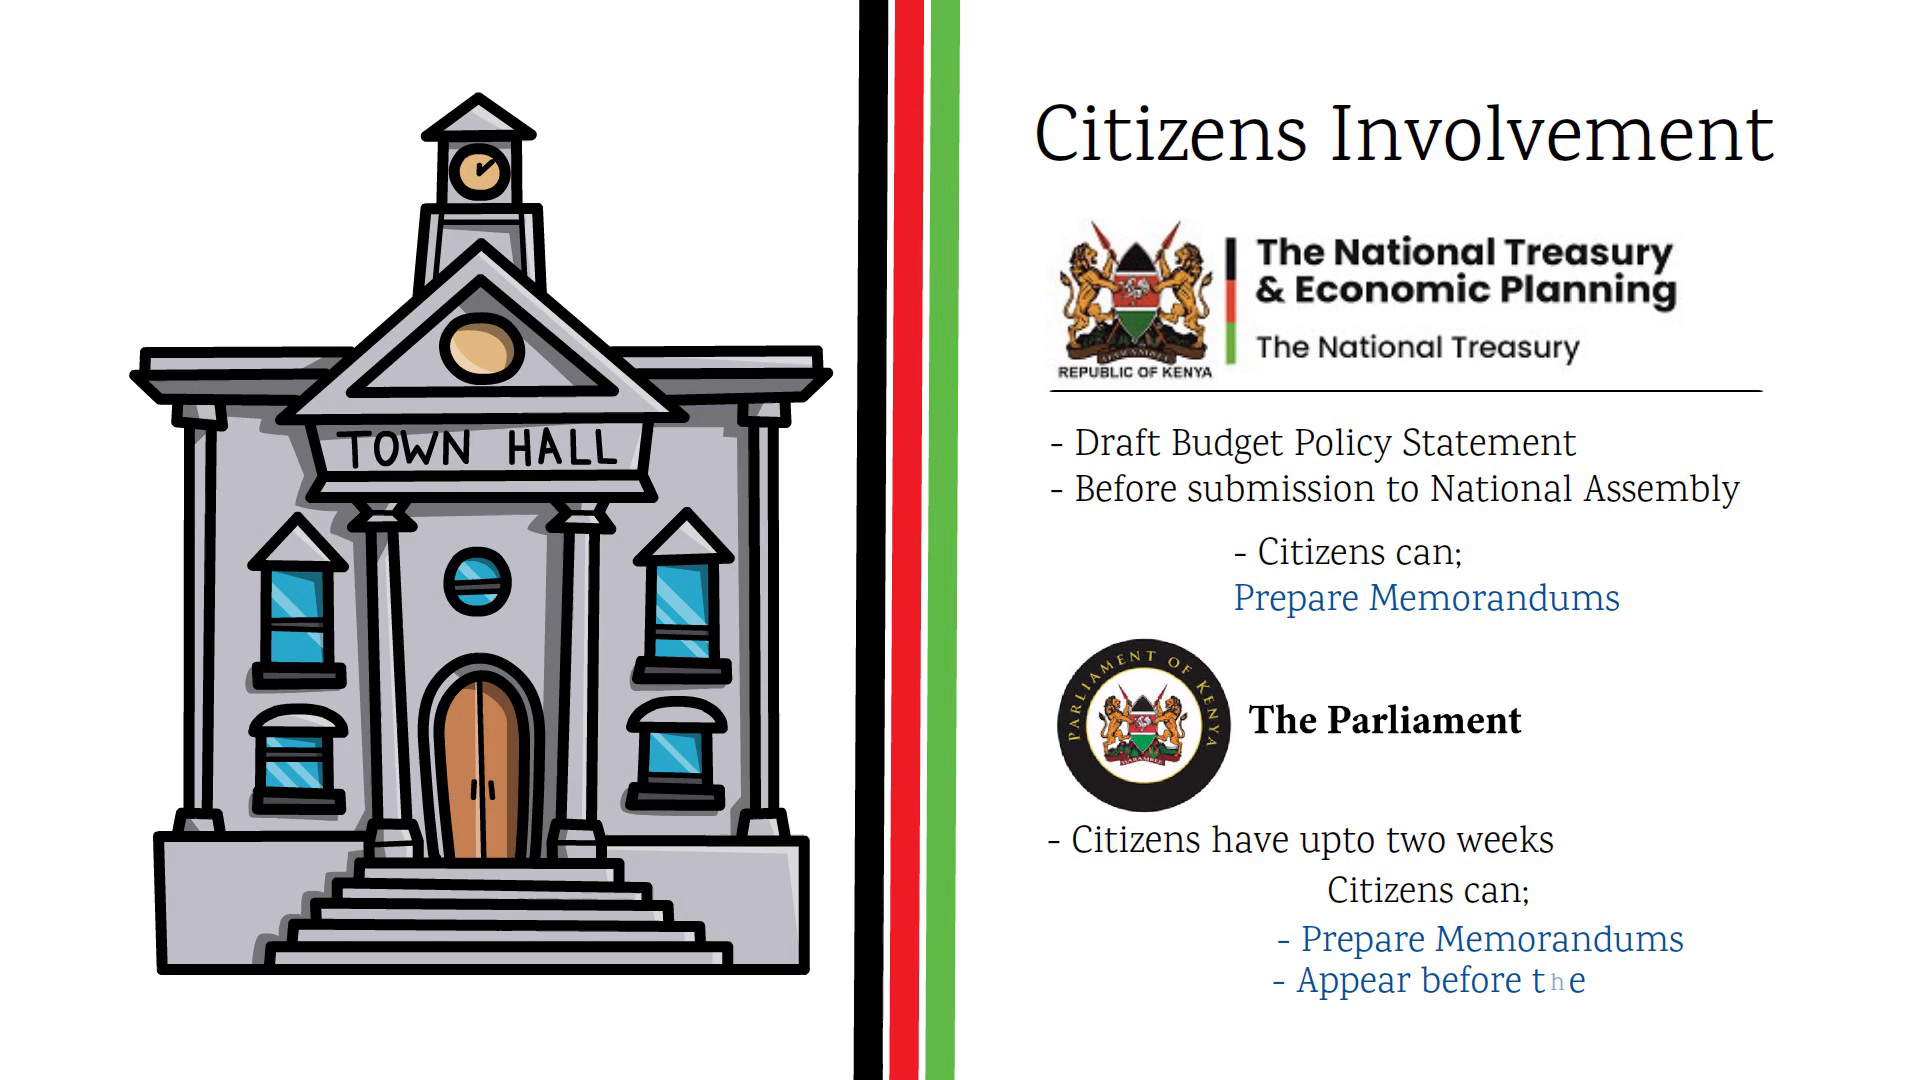 TOWN HALL
Citizens Involvement
The National Treasury
& Economic Planning
The National Treasury
REPUBLIC OF KENYA
- Draft Budget Policy Statement
- Before submission to National Assembly
- Citizens can;
Prepare Memorandums
PARLIAMENT OF KENYA
HARAMBEE
The Parliament
- Citizens have upto two weeks
Citizens can;
- Prepare Memorandums
- Appear before the